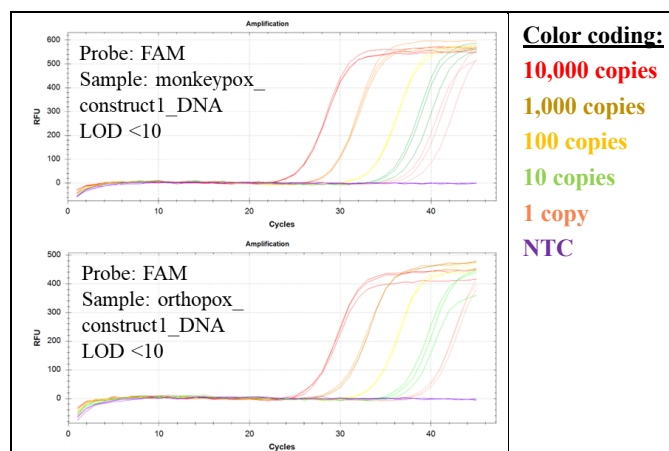 Amplification
600
500
400
300
200
100
0
RFU
Probe: FAM
Sample: monkeypox_
construct1_DNA
LOD <10
0 10 20 30 40
Cycles
Amplification
500
400
300
200
100
0
RFU
Probe: FAM
Sample: orthopox_
construct1_DNA
LOD <10
0 10 20 30 40
Cycles
Color coding:
10,000 copies
1,000 copies
100 copies
10 copies
1 copy
NTC